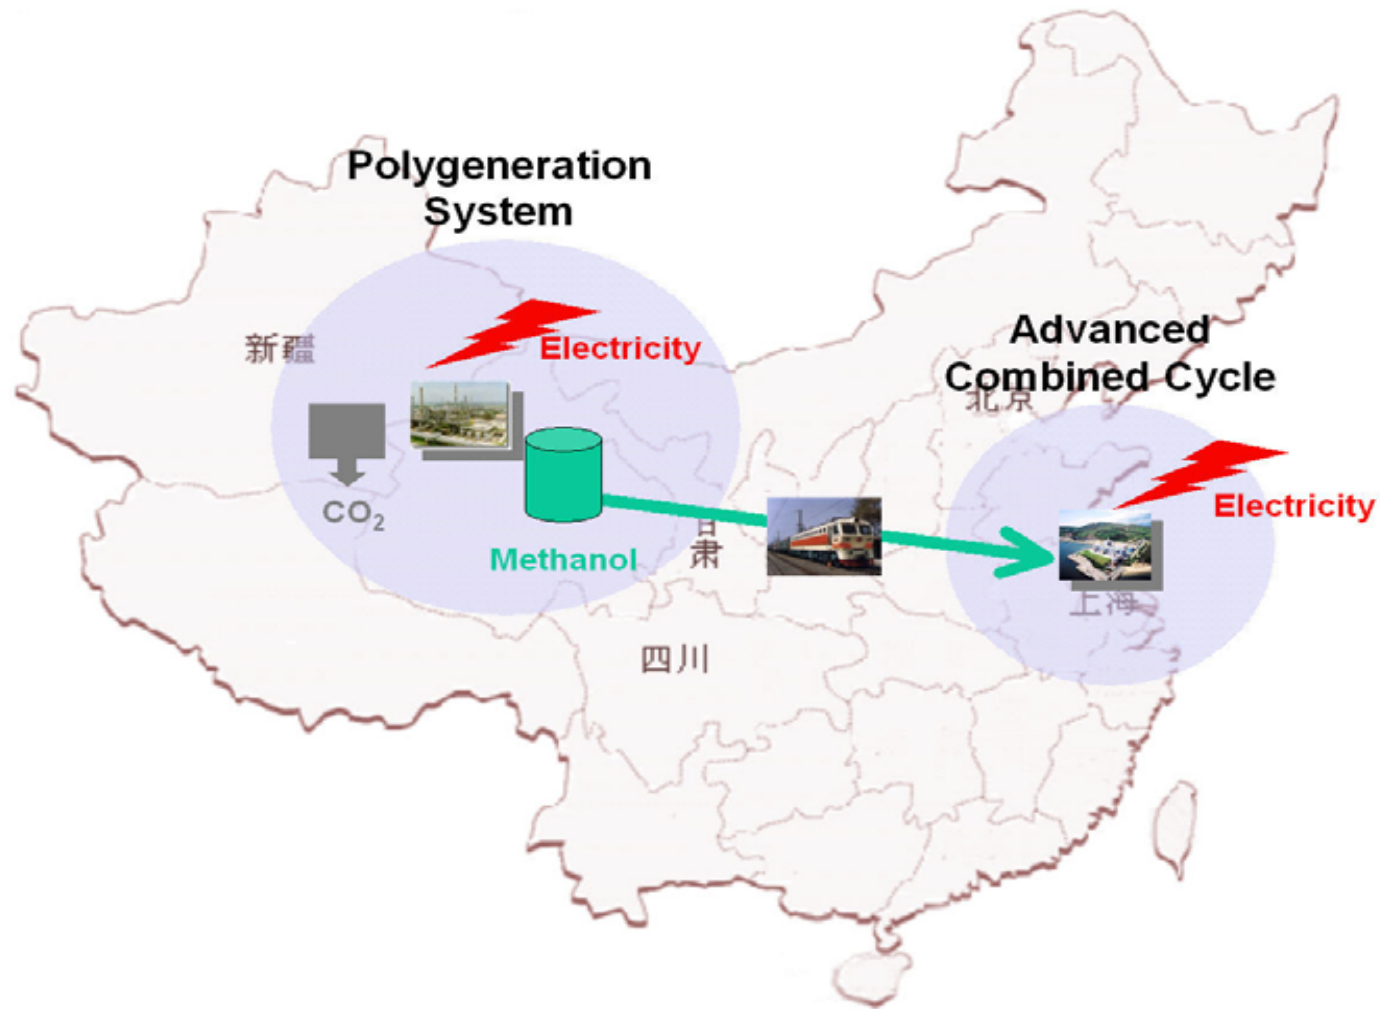 Polygeneration
System
新疆
Electricity
Advanced
Combined Cycle
北京
CO₂
Methanol
甘
肃
Electricity
上海
四川